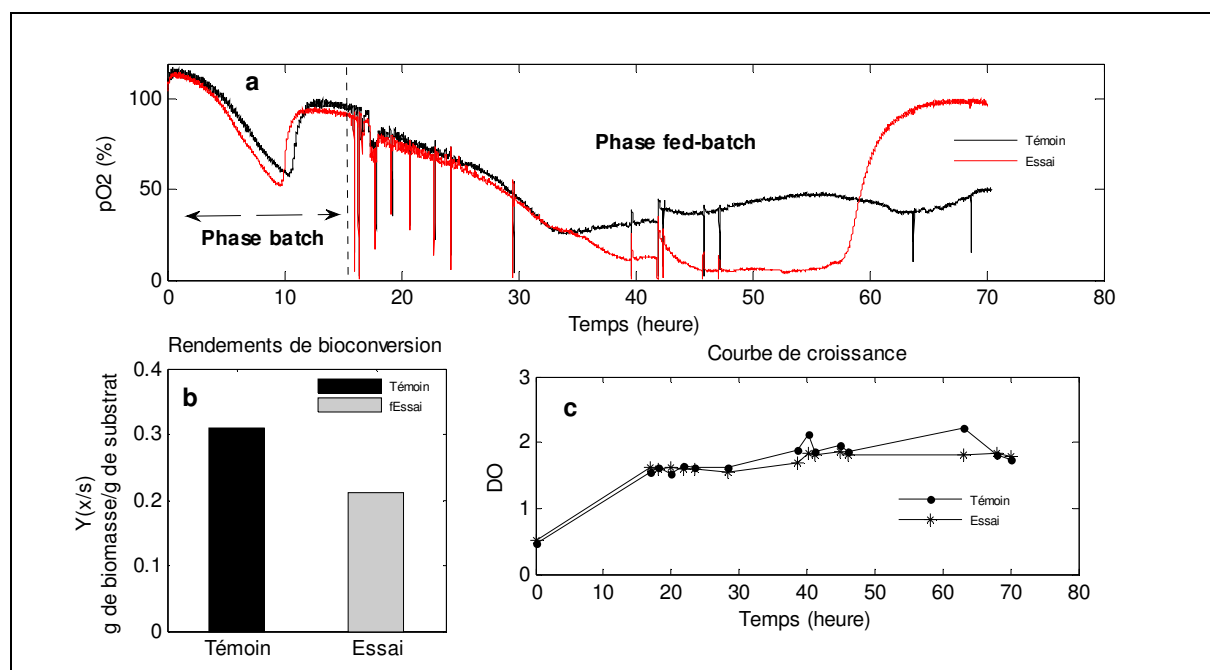 a
100
50
0
pO2 (%)
Phase batch
Phase fed-batch
Témoin
Essai
0 10 20 30 40 50 60 70 80
Temps (heure)
Rendements de bioconversion
b
0.4
0.3
0.2
0.1
0
Y(x/s)
g de biomasse/g de substrat
Témoin
fEssai
Témoin Essai
Courbe de croissance
c
3
2
1
0
DO
Témoin
Essai
0 10 20 30 40 50 60 70 80
Temps (heure)